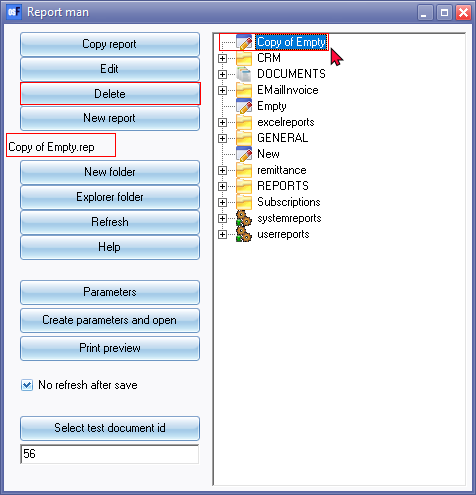 Report man
Copy report
Edit
Delete
New report
Copy of Empty.rep
New folder
Explorer folder
Refresh
Help
Parameters
Create parameters and open
Print preview
No refresh after save
Select test document id
56
Copy of Empty
CRM
DOCUMENTS
EMailInvoice
Empty
excelreports
GENERAL
New
remittance
REPORTS
Subscriptions
systemreports
userreports